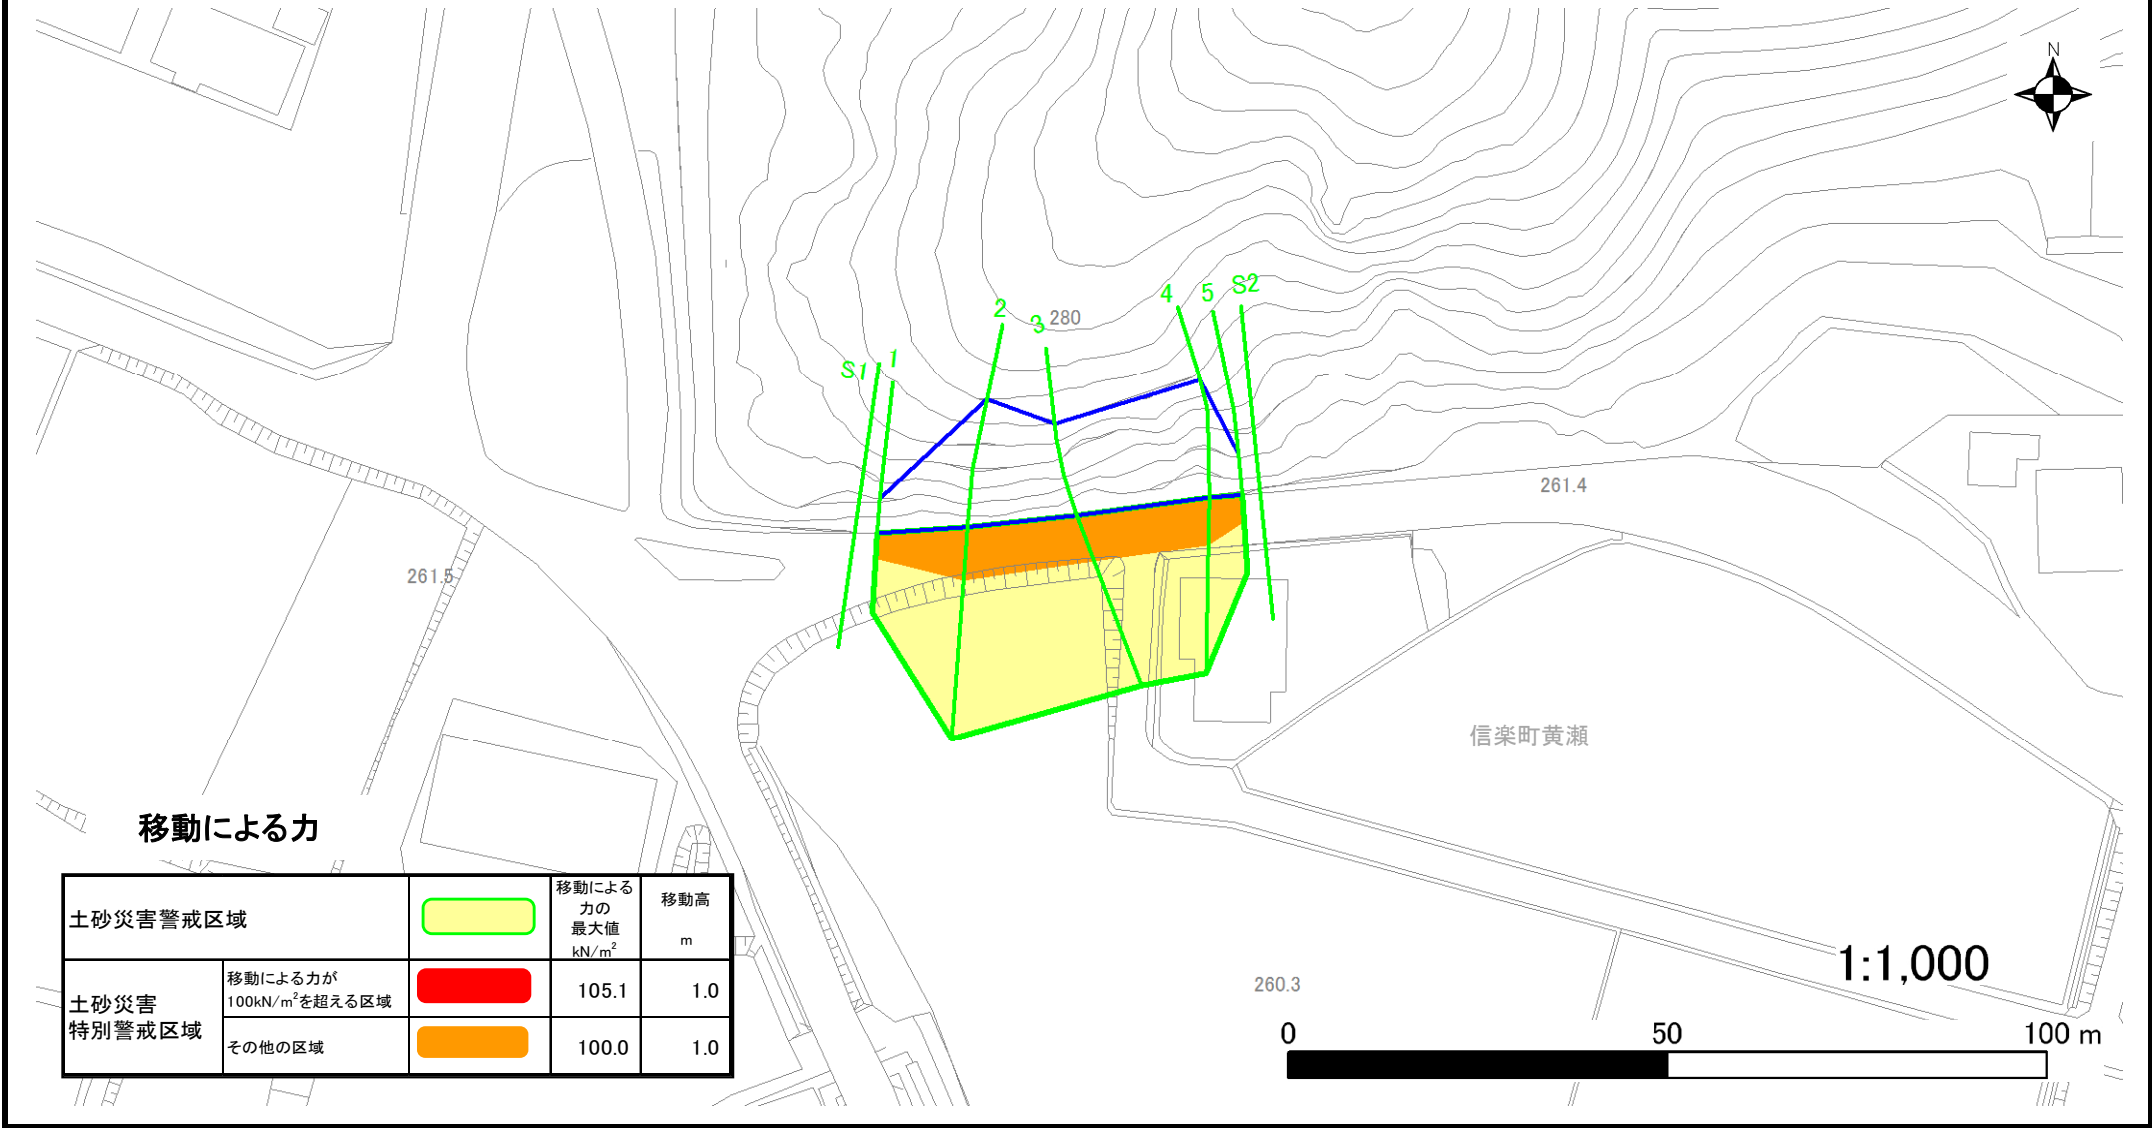 N
S1
1
2
3
280
4
5
S2
261.4
261.5
信楽町黄瀬
260.3
移動による力
土砂災害警戒区域
移動による
力の
最大値
kN/m²
移動高
m
土砂災害
特別警戒区域
移動による力が
100kN/m²を超える区域
105.1
1.0
その他の区域
100.0
1.0
1:1,000
0
50
100 m